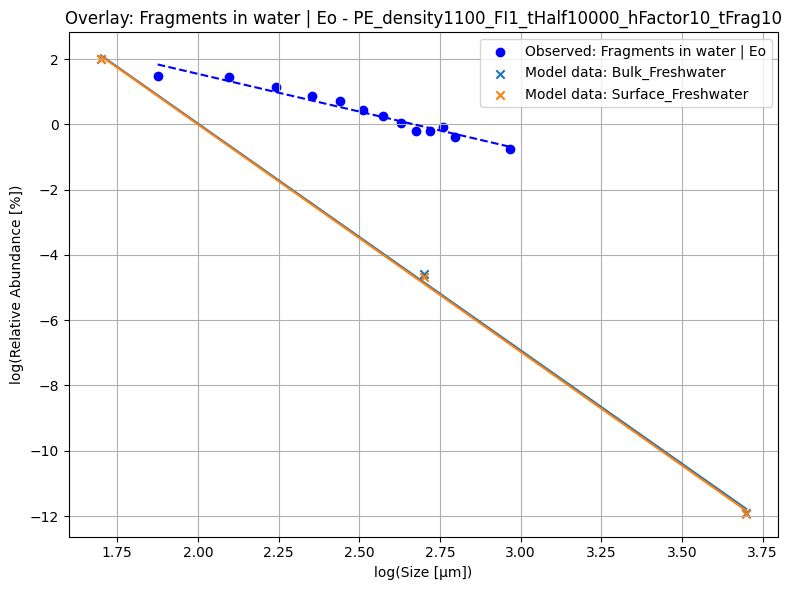 Overlay: Fragments in water | Eo - PE_density1100_FI1_tHalf10000_hFactor10_tFrag10
Observed: Fragments in water | Eo
Model data: Bulk_Freshwater
Model data: Surface_Freshwater
log(Relative Abundance [%])
2
0
−2
−4
−6
−8
−10
−12
1.75 2.00 2.25 2.50 2.75 3.00 3.25 3.50 3.75
log(Size [µm])